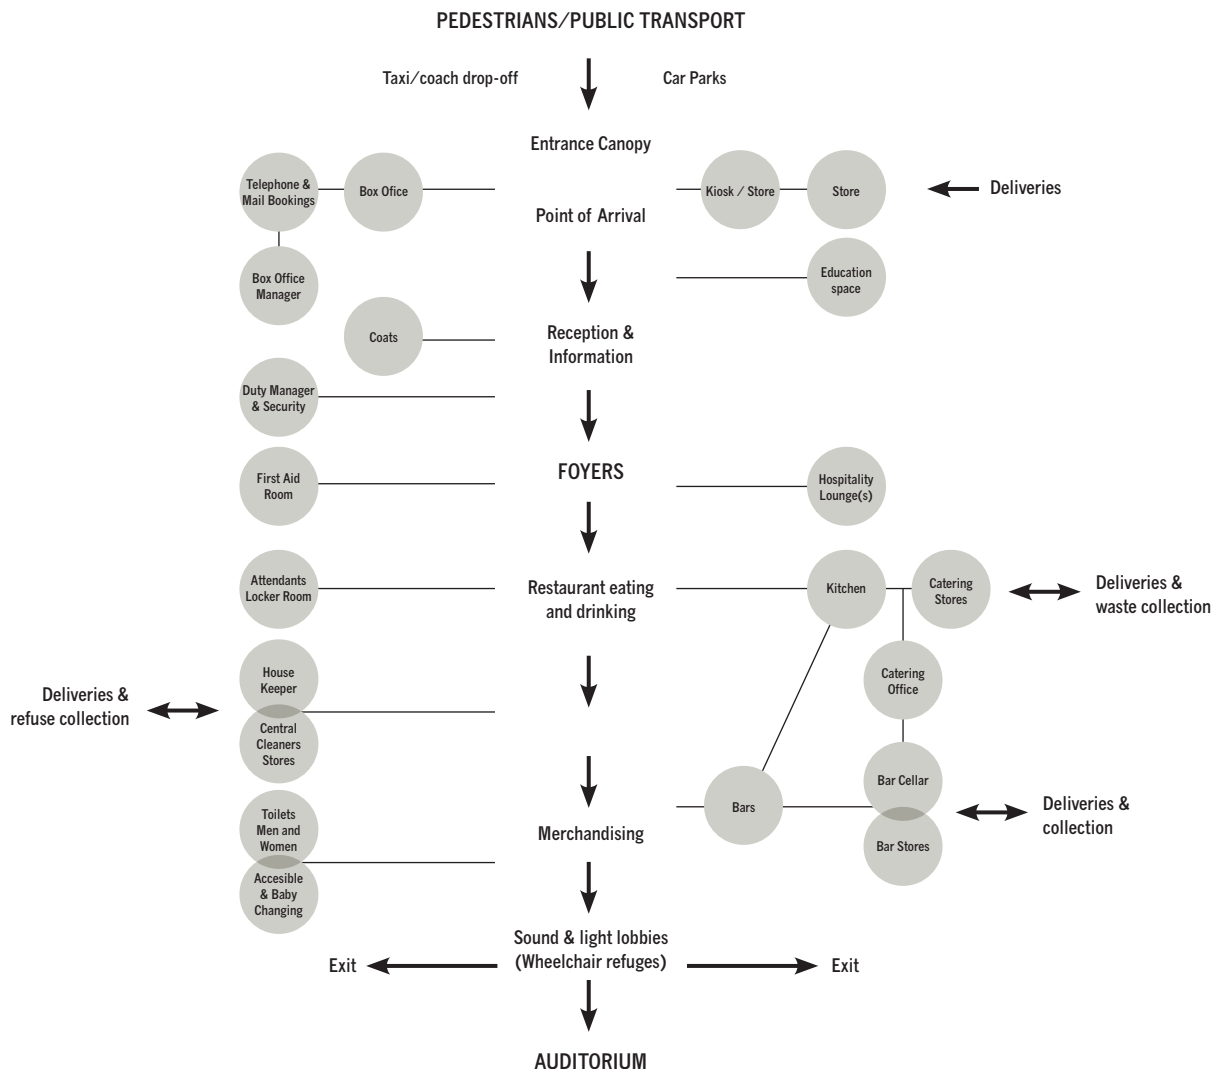 PEDESTRIANS/PUBLIC TRANSPORT
Taxi/coach drop-off
Car Parks
Entrance Canopy
Telephone &
Mail Bookings
Box Ofice
Kiosk / Store
Store
Deliveries
Point of Arrival
Box Office
Manager
Education
space
Coats
Reception &
Information
Duty Manager
& Security
FOYERS
First Aid
Room
Hospitality
Lounge(s)
Attendants
Locker Room
Restaurant eating
and drinking
Kitchen
Catering
Stores
Deliveries &
waste collection
House
Keeper
Catering
Office
Deliveries &
refuse collection
Central
Cleaners
Stores
Bar Cellar
Bars
Deliveries &
collection
Toilets
Men and
Women
Merchandising
Bar Stores
Accesible
& Baby
Changing
Sound & light lobbies
(Wheelchair refuges)
Exit
Exit
AUDITORIUM